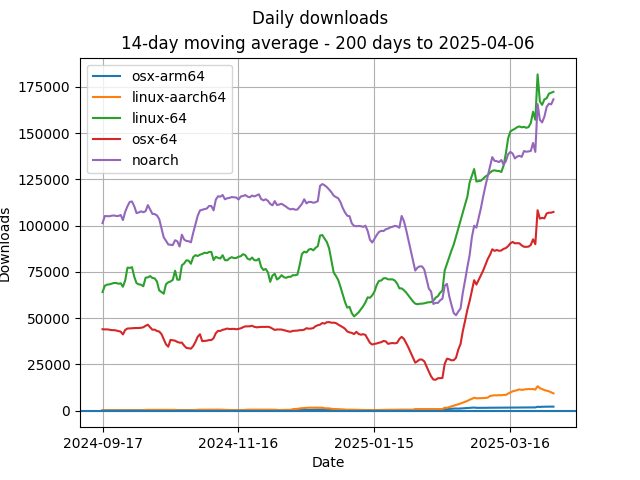 Daily downloads
14-day moving average - 200 days to 2025-04-06
osx-arm64
linux-aarch64
linux-64
osx-64
noarch
175000
150000
125000
100000
75000
50000
25000
0
Downloads
2024-09-17
2024-11-16
2025-01-15
2025-03-16
Date